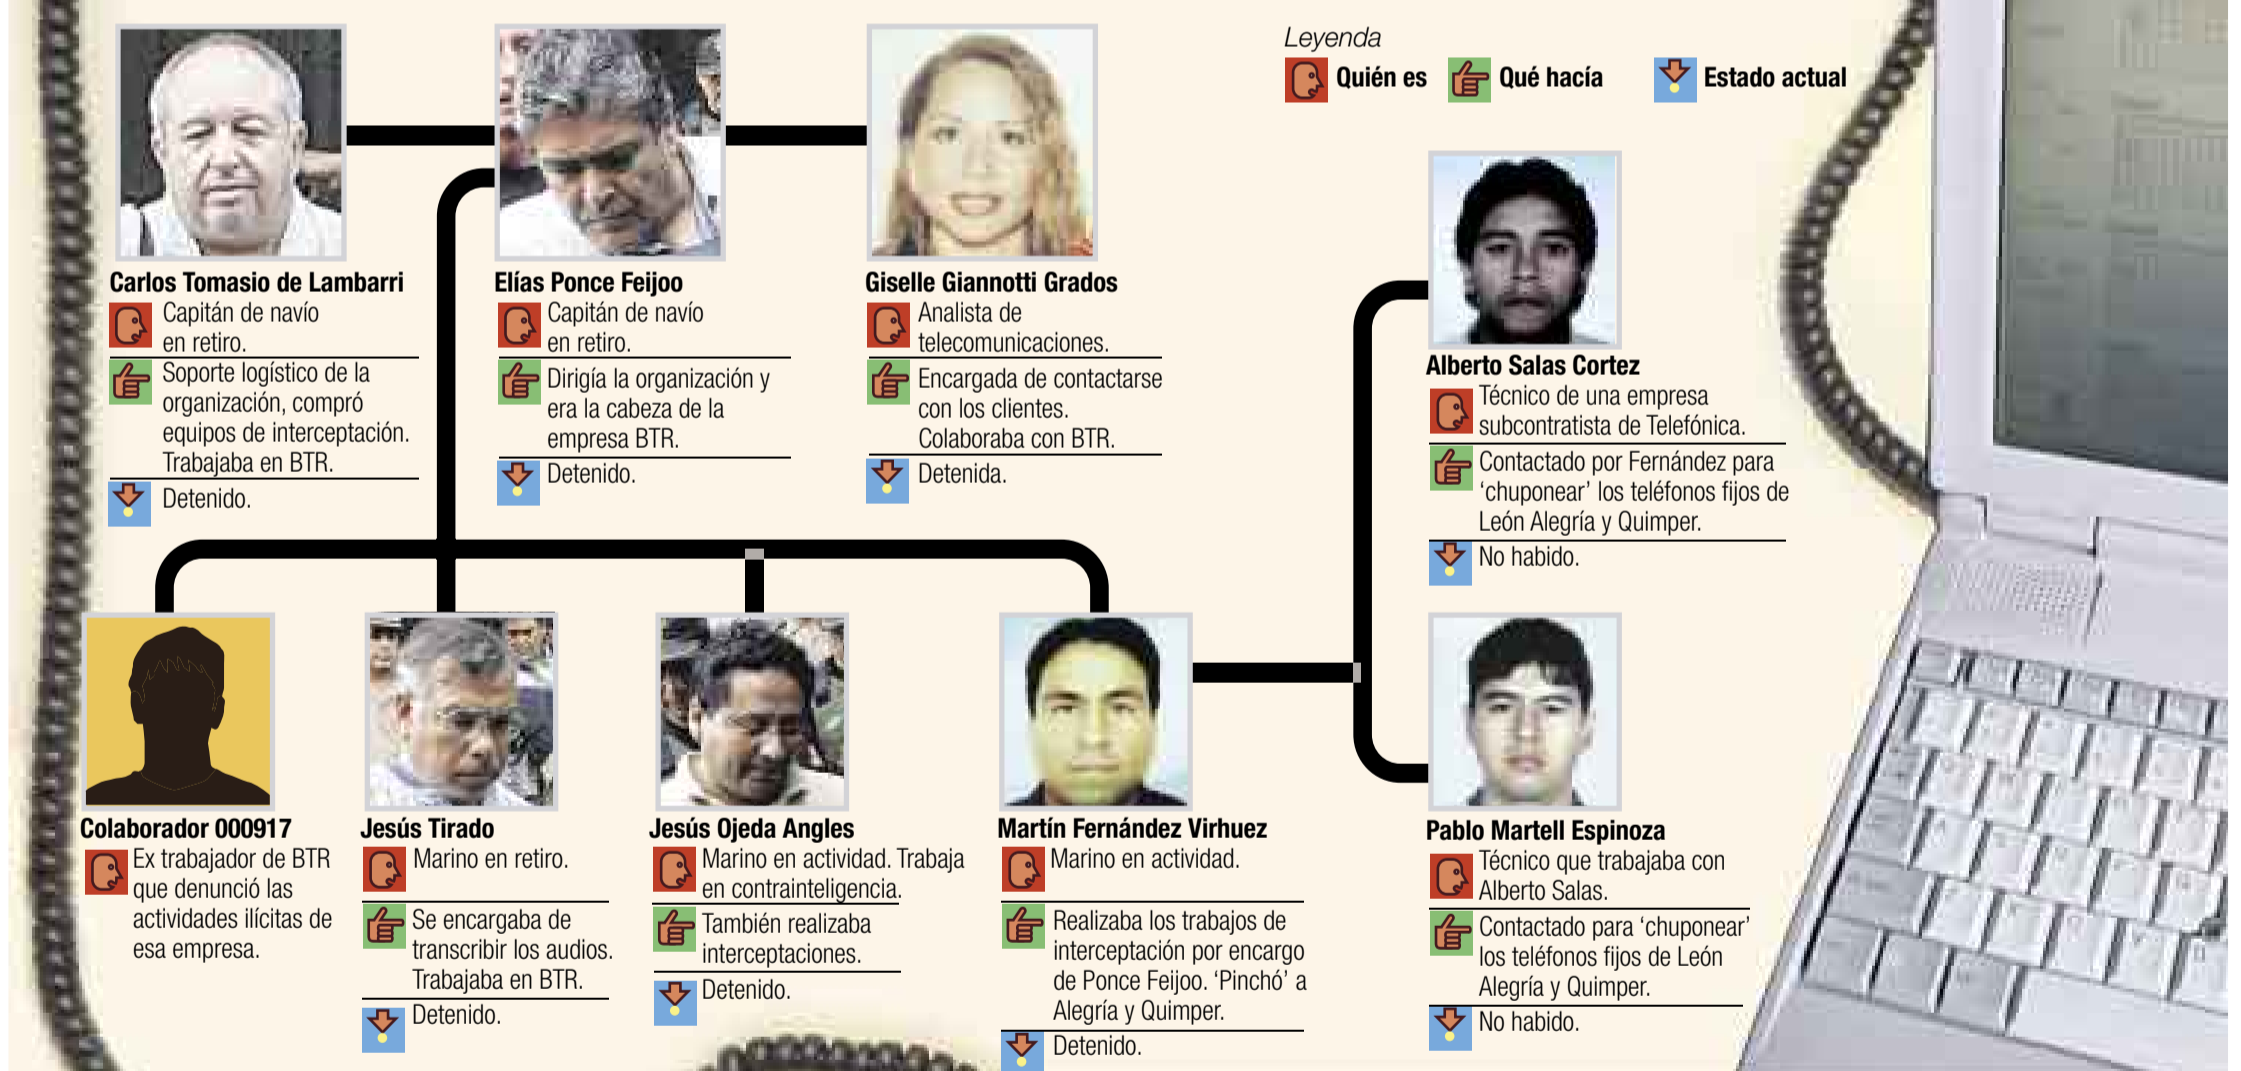 Leyenda
Quién es
Qué hacía
Estado actual
Carlos Tomasio de Lambarri
Capitán de navío
en retiro.
Soporte logístico de la
organización, compró
equipos de interceptación.
Trabajaba en BTR.
Detenido.
Elías Ponce Feijoo
Capitán de navío
en retiro.
Dirigía la organización y
era la cabeza de la
empresa BTR.
Detenido.
Giselle Giannotti Grados
Analista de
telecomunicaciones.
Encargada de contactarse
con los clientes.
Colaboraba con BTR.
Detenida.
Alberto Salas Cortez
Técnico de una empresa
subcontratista de Telefónica.
Contactado por Fernández para
‘chuponear’ los teléfonos fijos de
León Alegría y Quimper.
No habido.
Colaborador 000917
Ex trabajador de BTR
que denunció las
actividades ilícitas de
esa empresa.
Jesús Tirado
Marino en retiro.
Se encargaba de
transcribir los audios.
Trabajaba en BTR.
Detenido.
Jesús Ojeda Angles
Marino en actividad. Trabaja
en contrainteligencia.
También realizaba
interceptaciones.
Detenido.
Martín Fernández Virhuez
Marino en actividad.
Realizaba los trabajos de
interceptación por encargo
de Ponce Feijoo. ‘Pinchó’ a
Alegría y Quimper.
Detenido.
Pablo Martell Espinoza
Técnico que trabajaba con
Alberto Salas.
Contactado para ‘chuponear’
los teléfonos fijos de León
Alegría y Quimper.
No habido.